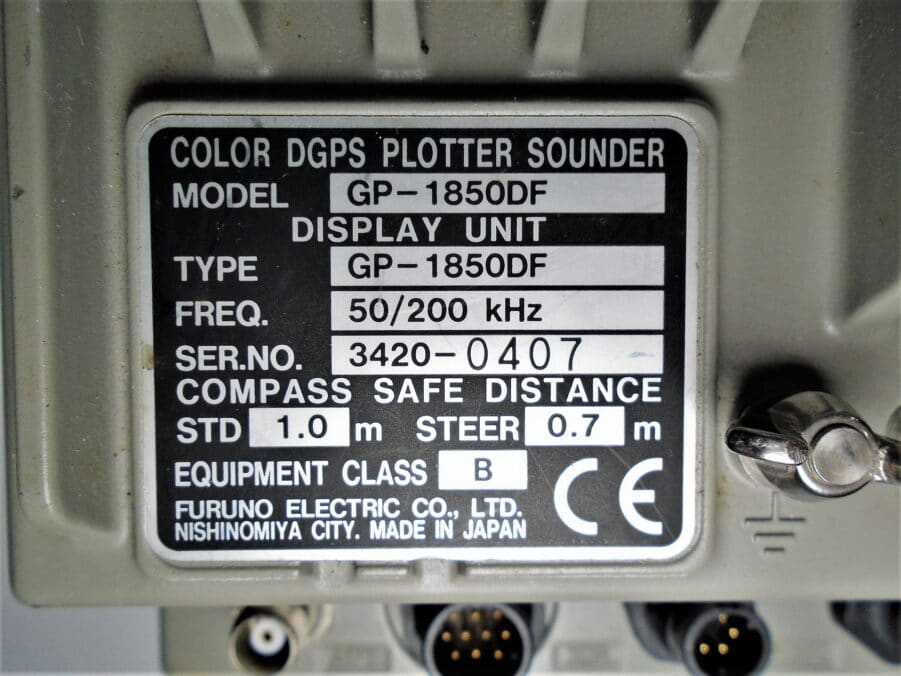 COLOR DGPS PLOTTER SOUNDER
MODEL GP-1850DF
DISPLAY UNIT
TYPE GP-1850DF
FREQ. 50/200 kHz
SER.NO. 3420-0407
COMPASS SAFE DISTANCE
STD 1.0 m STEER 0.7 m
EQUIPMENT CLASS B
CE
FURUNO ELECTRIC CO., LTD.
NISHINOMIYA CITY. MADE IN JAPAN